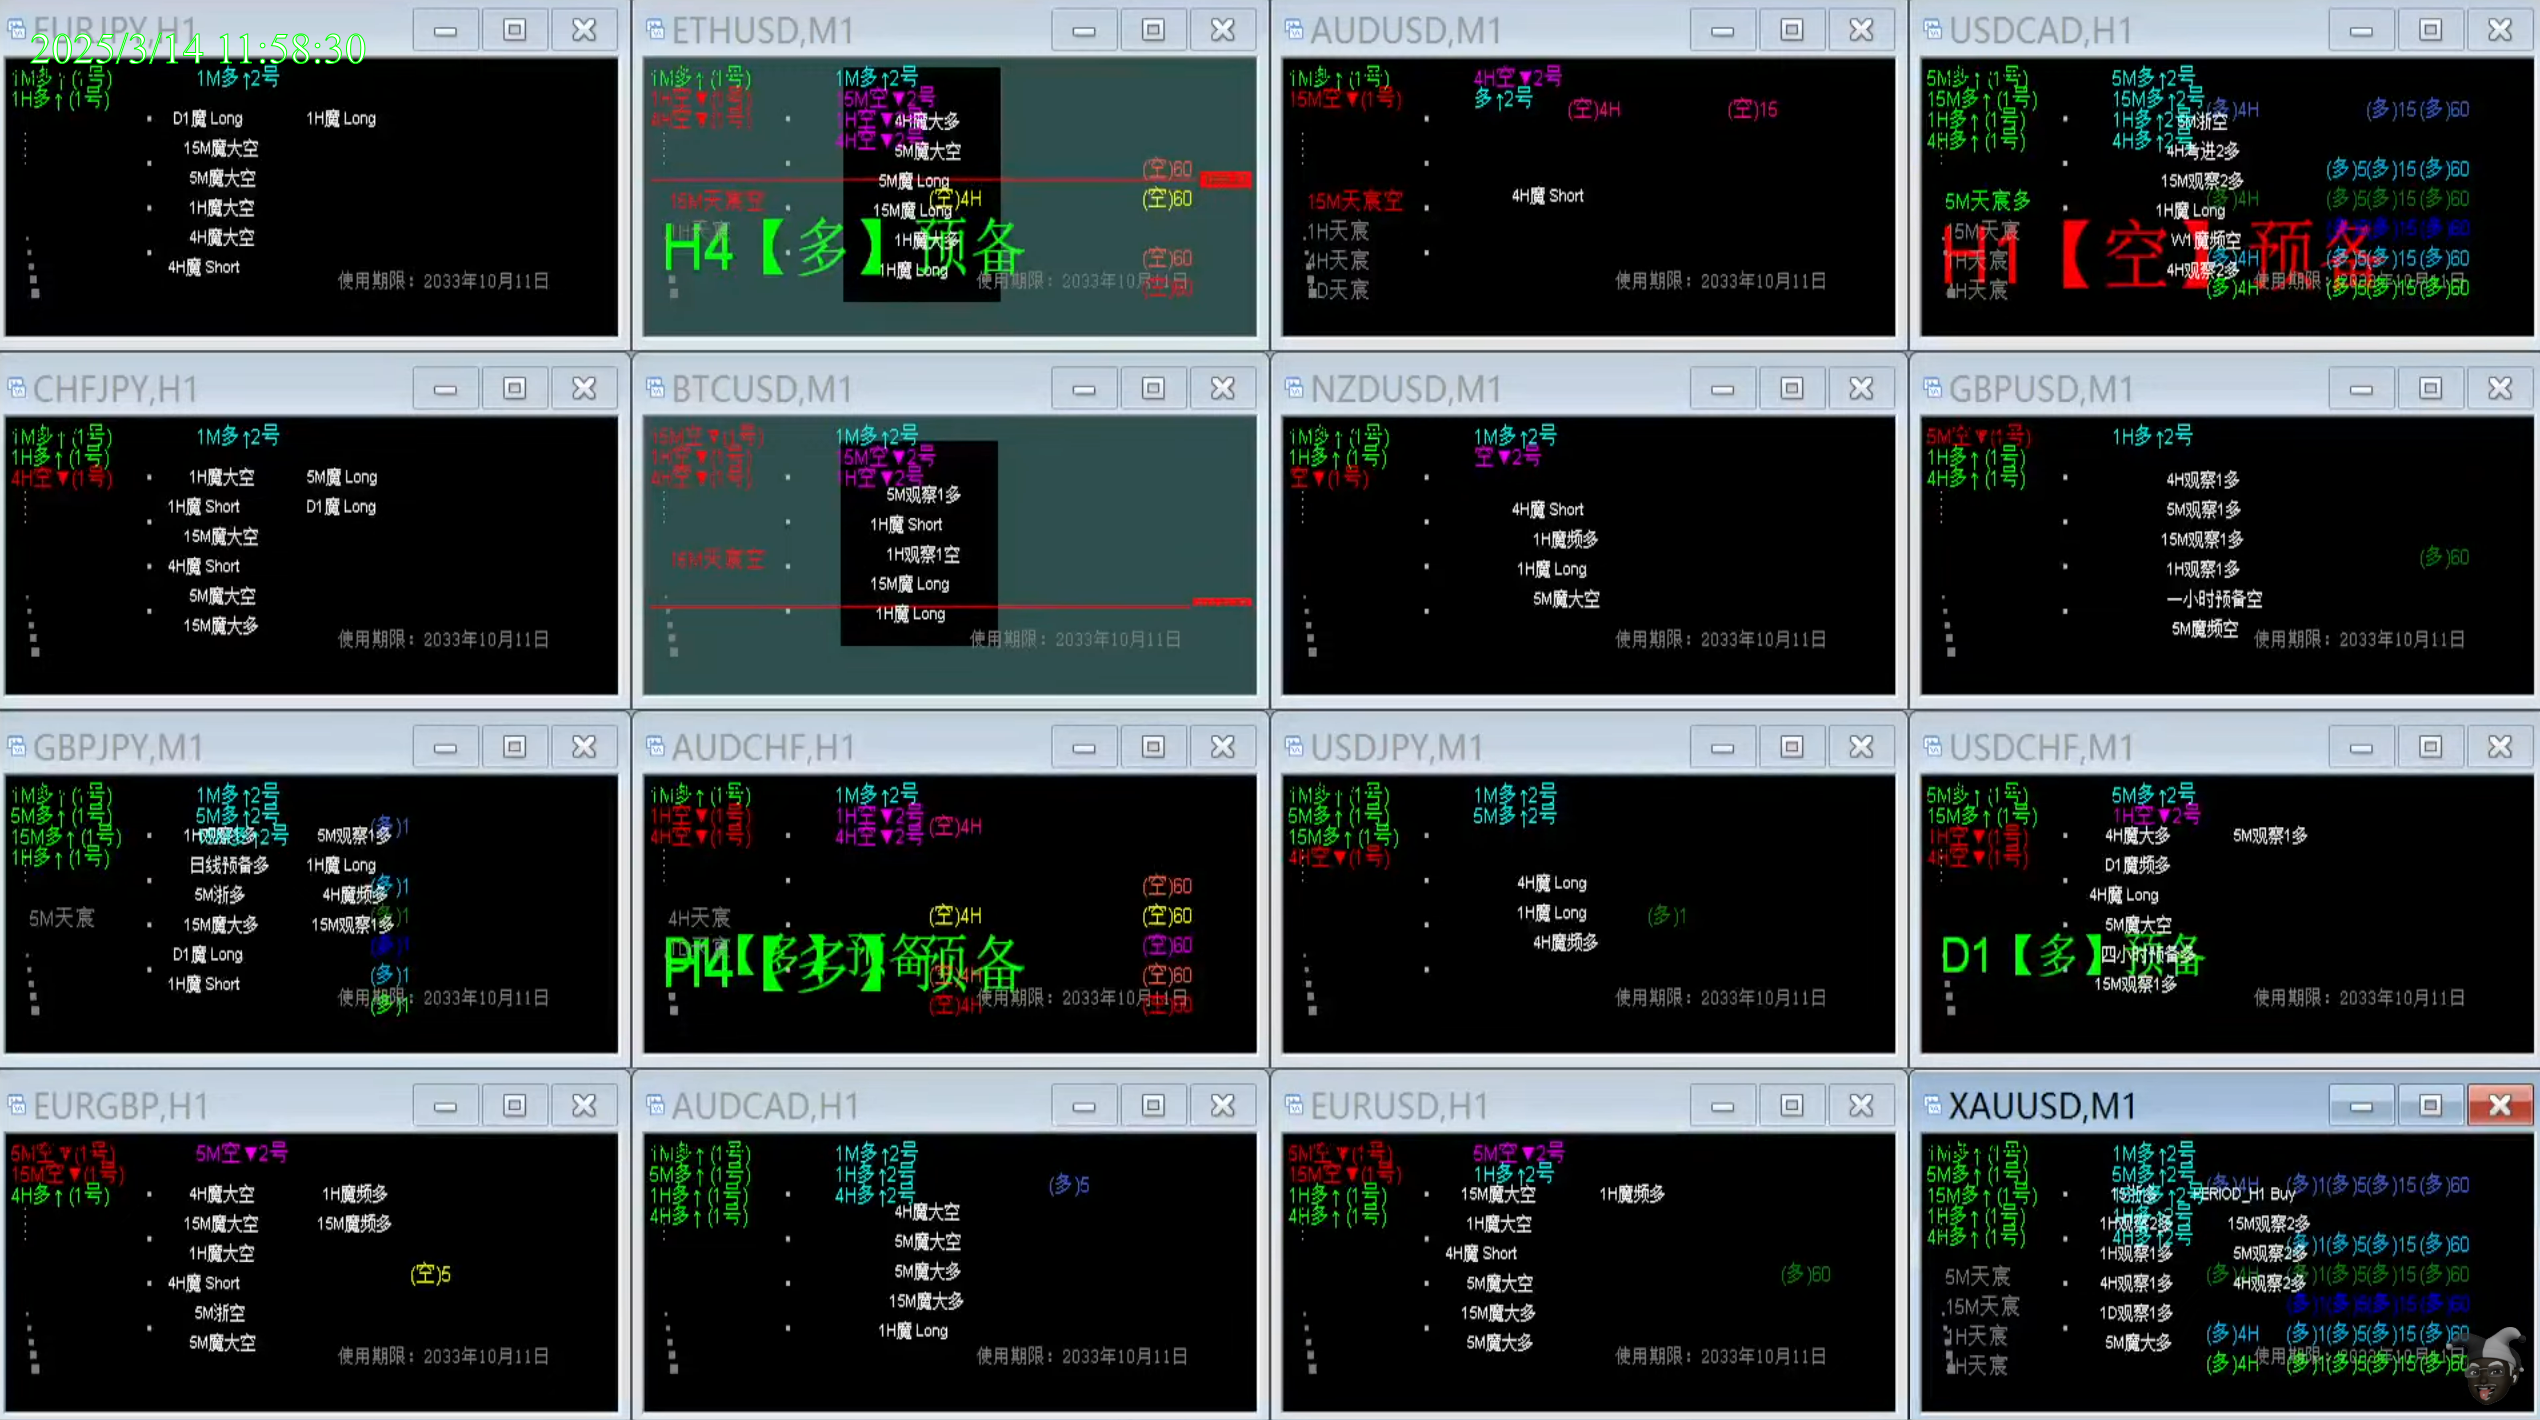 EURJPY,H1
2025/3/14 11:58:30
1M多↑(1号)
1M多↑2号
1H多↑(1号)
D1魔 Long
1H魔 Long
15M魔大空
5M魔大空
1H魔大空
4H魔大空
4H魔 Short
使用期限：2033年10月11日
ETHUSD,M1
1M多↑(1号)
1M多↑2号
1H空▼(1号)
15M空▼2号
4H空▼(1号)
1H空▼2号
4H魔大多
4H空▼2号
5M魔大空
(空)60
5M魔 Long
15M天宸空
(空)4H
(空)60
15M魔 Long
1H天宸
1H魔大多
H4【多】预备
(空)60
1H魔 Long
使用期限：2033年10月11日
(空)60
AUDUSD,M1
1M多↑(1号)
4H空▼2号
15M空▼(1号)
多↑2号
(空)4H
(空)15
15M天宸空
4H魔 Short
1H天宸
4H天宸
D天宸
使用期限：2033年10月11日
USDCAD,H1
5M多↑(1号)
5M多↑2号
15M多↑(1号)
15M多↑2号
(多)4H
(多)15(多)60
1H多↑(1号)
1H多↑2号
5M浙空
4H多↑(1号)
4H多↑2号
4H考进2多
(多)5(多)15(多)60
15M观察2多
5M天宸多
(多)4H
(多)5(多)15(多)60
1H魔 Long
15M天宸
W1魔频空
H1【空】预备
1H天宸
(多)4H
(多)5(多)15(多)60
4H观察2多
4H天宸
(多)4H
(多)5(多)15(多)60
CHFJPY,H1
1M多↑(1号)
1M多↑2号
1H多↑(1号)
4H空▼(1号)
1H魔大空
5M魔 Long
1H魔 Short
D1魔 Long
15M魔大空
4H魔 Short
5M魔大空
15M魔大多
使用期限：2033年10月11日
BTCUSD,M1
15M空▼(1号)
1M多↑2号
1H空▼(1号)
15M空▼2号
4H空▼(1号)
1H空▼2号
5M观察1多
1H魔 Short
15M天宸空
1H观察1空
15M魔 Long
1H魔 Long
使用期限：2033年10月11日
NZDUSD,M1
1M多↑(1号)
1M多↑2号
1H多↑(1号)
空▼2号
空▼(1号)
4H魔 Short
1H魔频多
1H魔 Long
5M魔大空
使用期限：2033年10月11日
GBPUSD,M1
5M空▼(1号)
1H多↑2号
1H多↑(1号)
4H多↑(1号)
4H观察1多
5M观察1多
15M观察1多
(多)60
1H观察1多
一小时预备空
5M魔频空
使用期限：2033年10月11日
GBPJPY,M1
1M多↑(1号)
1M多↑2号
5M多↑(1号)
5M多↑2号
(多)1
15M多↑(1号)
1H观察1多
5M观察1多
1H多↑(1号)
日线预备多
1H魔 Long
(多)1
5M浙多
4H魔频多
5M天宸
(多)1
15M魔大多
15M观察1多
(多)1
D1魔 Long
(多)1
1H魔 Short
使用期限：2033年10月11日
(多)1
AUDCHF,H1
1M多↑(1号)
1M多↑2号
1H空▼(1号)
1H空▼2号
(空)4H
4H空▼(1号)
4H空▼2号
(空)60
4H天宸
(空)4H
(空)60
(空)60
【多】预备
(空)4H
(空)60
使用期限：2033年10月11日
(空)4H
(空)60
USDJPY,M1
1M多↑(1号)
1M多↑2号
5M多↑(1号)
5M多↑2号
15M多↑(1号)
4H空▼(1号)
4H魔 Long
1H魔 Long
(多)1
4H魔频多
使用期限：2033年10月11日
USDCHF,M1
5M多↑(1号)
5M多↑2号
15M多↑(1号)
1H空▼2号
1H空▼(1号)
4H魔大多
5M观察1多
4H空▼(1号)
D1魔频多
4H魔 Long
5M魔大空
D1【多】预备
四小时预备多
15M观察1多
使用期限：2033年10月11日
EURGBP,H1
5M空▼(1号)
5M空▼2号
15M空▼(1号)
4H多↑(1号)
4H魔大空
1H魔频多
15M魔大空
15M魔频多
1H魔大空
(空)5
4H魔 Short
5M浙空
5M魔大空
使用期限：2033年10月11日
AUDCAD,H1
1M多↑(1号)
1M多↑2号
5M多↑(1号)
1H多↑2号
(多)5
1H多↑(1号)
4H多↑2号
4H多↑(1号)
4H魔大空
5M魔大空
5M魔大多
15M魔大多
1H魔 Long
使用期限：2033年10月11日
EURUSD,H1
5M空▼(1号)
5M空▼2号
15M空▼(1号)
1H多↑2号
1H多↑(1号)
15M魔大空
1H魔频多
4H多↑(1号)
1H魔大空
4H魔 Short
(多)60
5M魔大空
15M魔大多
5M魔大多
使用期限：2033年10月11日
XAUUSD,M1
1M多↑(1号)
1M多↑2号
5M多↑(1号)
5M多↑2号
(多)4H
(多)1(多)5(多)15(多)60
15M多↑(1号)
PERIOD_H1 Buy
1H多↑(1号)
1H观察2多
15M观察2多
4H多↑(1号)
4H多↑2号
(多)1(多)5(多)15(多)60
1H观察1多
5M观察2多
5M天宸
(多)4H
(多)1(多)5(多)15(多)60
4H观察1多
4H观察2多
15M天宸
1D观察1多
(多)1(多)5(多)15(多)60
1H天宸
(多)4H
(多)1(多)5(多)15(多)60
5M魔大多
4H天宸
(多)4H
(多)1(多)5(多)15(多)60